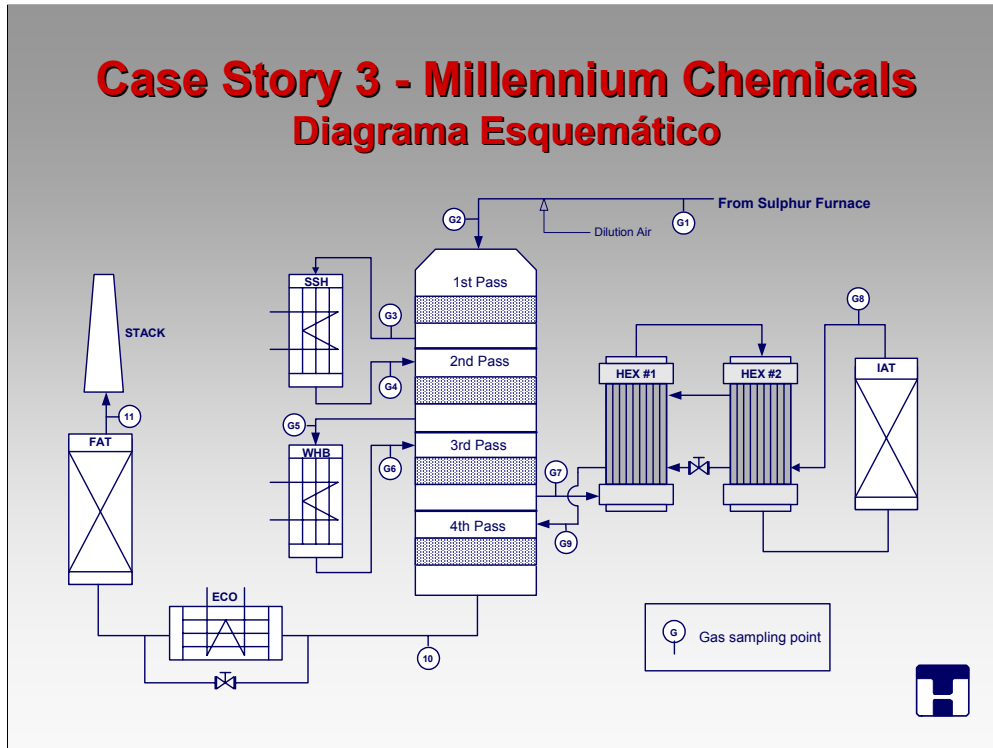 Case Story 3 - Millennium Chemicals
Diagrama Esquemático
From Sulphur Furnace
G1
G2
Dilution Air
1st Pass
SSH
G3
G8
STACK
2nd Pass
HEX #1
HEX #2
IAT
G4
11
G5
FAT
3rd Pass
WHB
G6
G7
4th Pass
G9
ECO
10
G
Gas sampling point
H